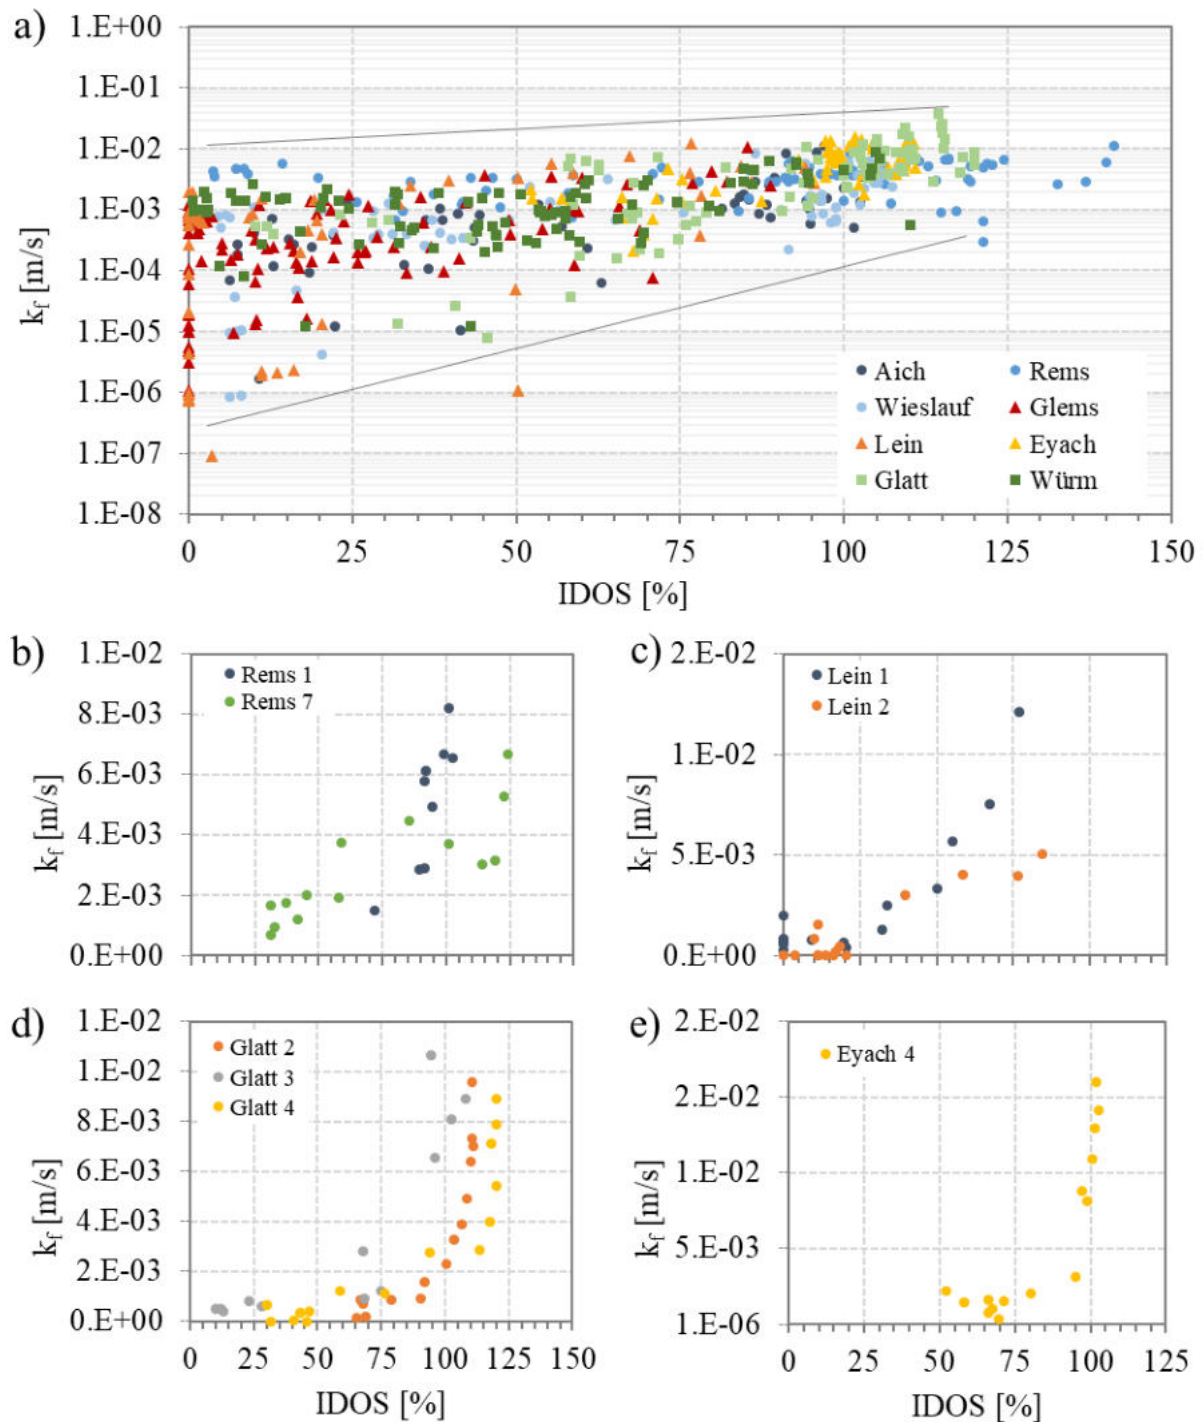 a)
1.E+00
1.E-01
1.E-02
1.E-03
1.E-04
1.E-05
1.E-06
1.E-07
1.E-08
kf [m/s]
0 25 50 75 100 125 150
IDOS [%]
Aich Rems
Wieslauf Glems
Lein Eyach
Glatt Würm
b)
1.E-02
8.E-03
6.E-03
4.E-03
2.E-03
0.E+00
kf [m/s]
Rems 1
Rems 7
c)
2.E-02
1.E-02
5.E-03
0.E+00
kf [m/s]
Lein 1
Lein 2
d)
1.E-02
1.E-02
8.E-03
6.E-03
4.E-03
2.E-03
0.E+00
kf [m/s]
Glatt 2
Glatt 3
Glatt 4
0 25 50 75 100 125 150
IDOS [%]
e)
2.E-02
2.E-02
1.E-02
5.E-03
1.E-06
kf [m/s]
Eyach 4
0 25 50 75 100 125
IDOS [%]